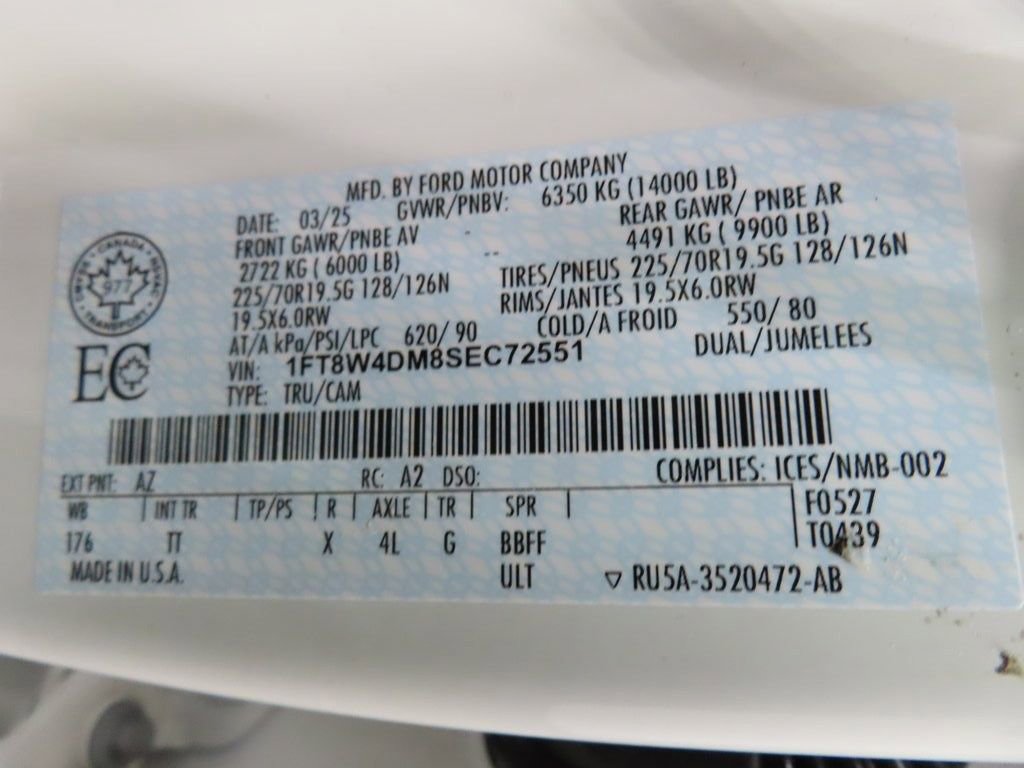 MFD. BY FORD MOTOR COMPANY
DATE: 03/25 GVWR/PNBV: 6350 KG (14000 LB)
FRONT GAWR/PNBE AV -- REAR GAWR/ PNBE AR
2722 KG ( 6000 LB) 4491 KG ( 9900 LB)
225/70R19.5G 128/126N TIRES/PNEUS 225/70R19.5G 128/126N
19.5X6.0RW RIMS/JANTES 19.5X6.0RW
AT/A kPa/PSI/LPC 620/ 90 COLD/A FROID 550/ 80
VIN: 1FT8W4DM8SEC72551 DUAL/JUMELEES
TYPE: TRU/CAM
CANADA
977
TRANSPORT
EC
EXT PNT: AZ RC: A2 DSO: COMPLIES: ICES/NMB-002
WB | INT TR | TP/PS | R | AXLE | TR | SPR | F0527
176 TT X 4L G BBFF T0439
MADE IN U.S.A. ULT ▽ RU5A-3520472-AB